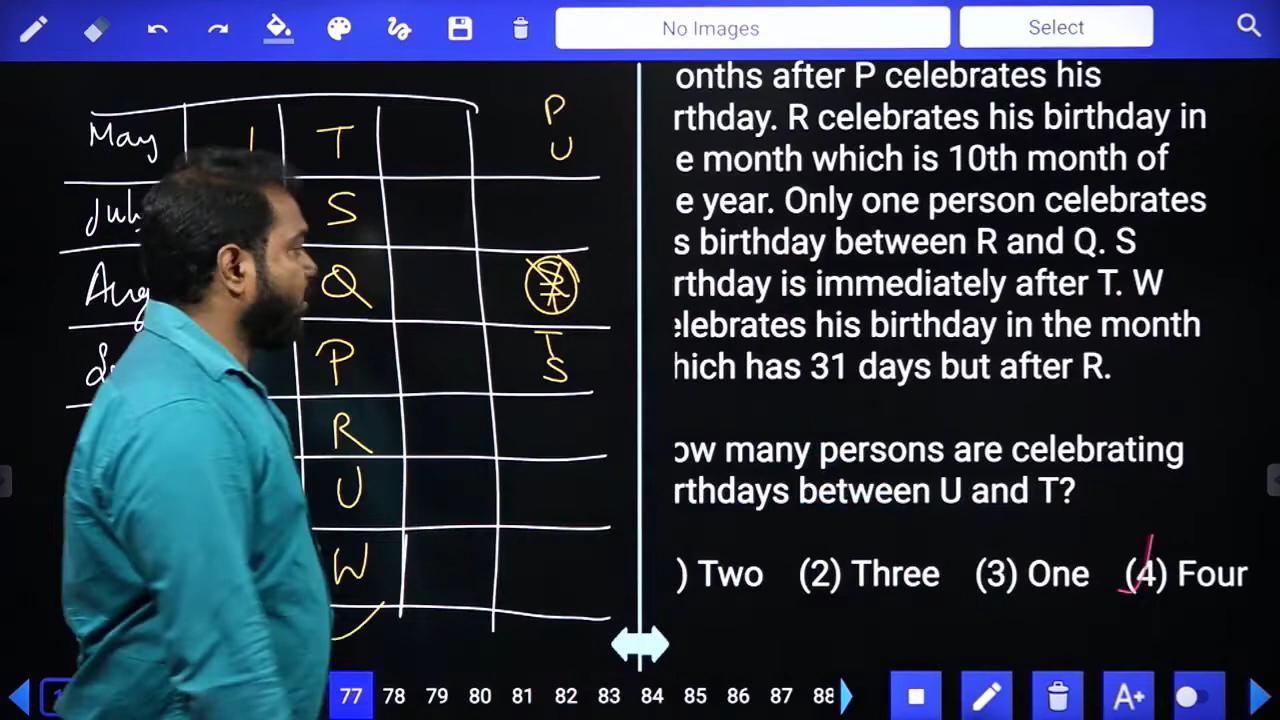 No Images
Select
May 1 T P
U
July S
Aug Q
P T
S
R
U
W
onths after P celebrates his
rthday. R celebrates his birthday in
e month which is 10th month of
e year. Only one person celebrates
s birthday between R and Q. S
rthday is immediately after T. W
elebrates his birthday in the month
hich has 31 days but after R.
ow many persons are celebrating
rthdays between U and T?
) Two (2) Three (3) One (4) Four
77 78 79 80 81 82 83 84 85 86 87 88
A+